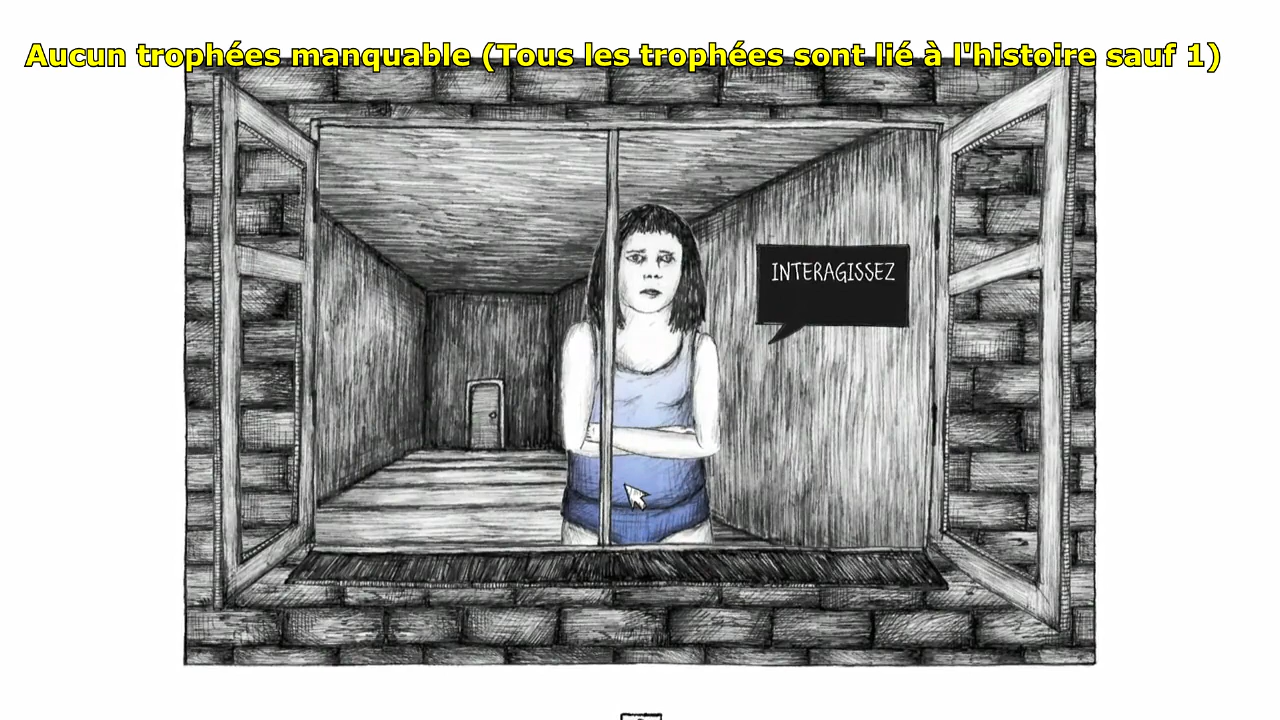 Aucun trophées manquable (Tous les trophées sont lié à l'histoire sauf 1)
INTERAGISSEZ